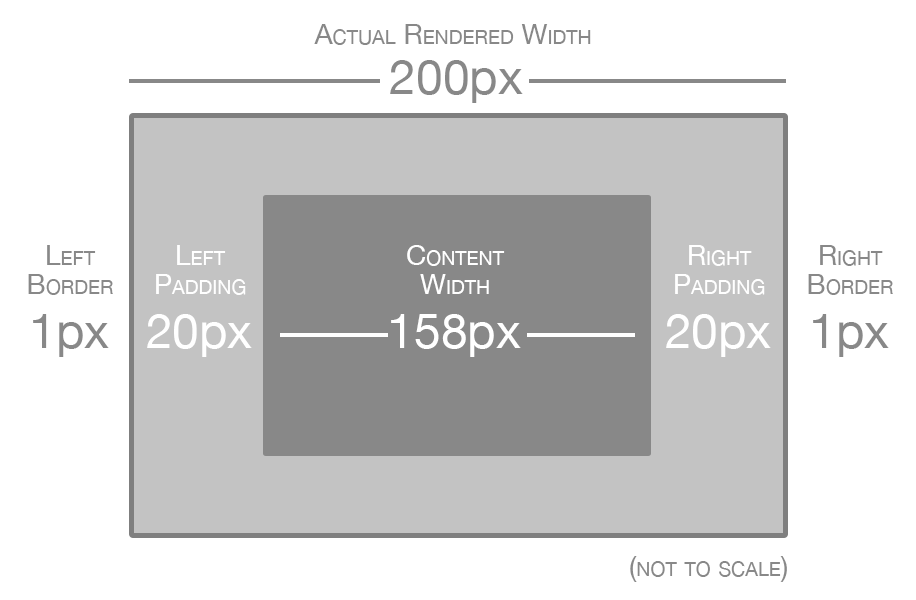 Actual Rendered Width
200px
Left
Border
1px
Left
Padding
20px
Content
Width
158px
Right
Padding
20px
Right
Border
1px
(not to scale)